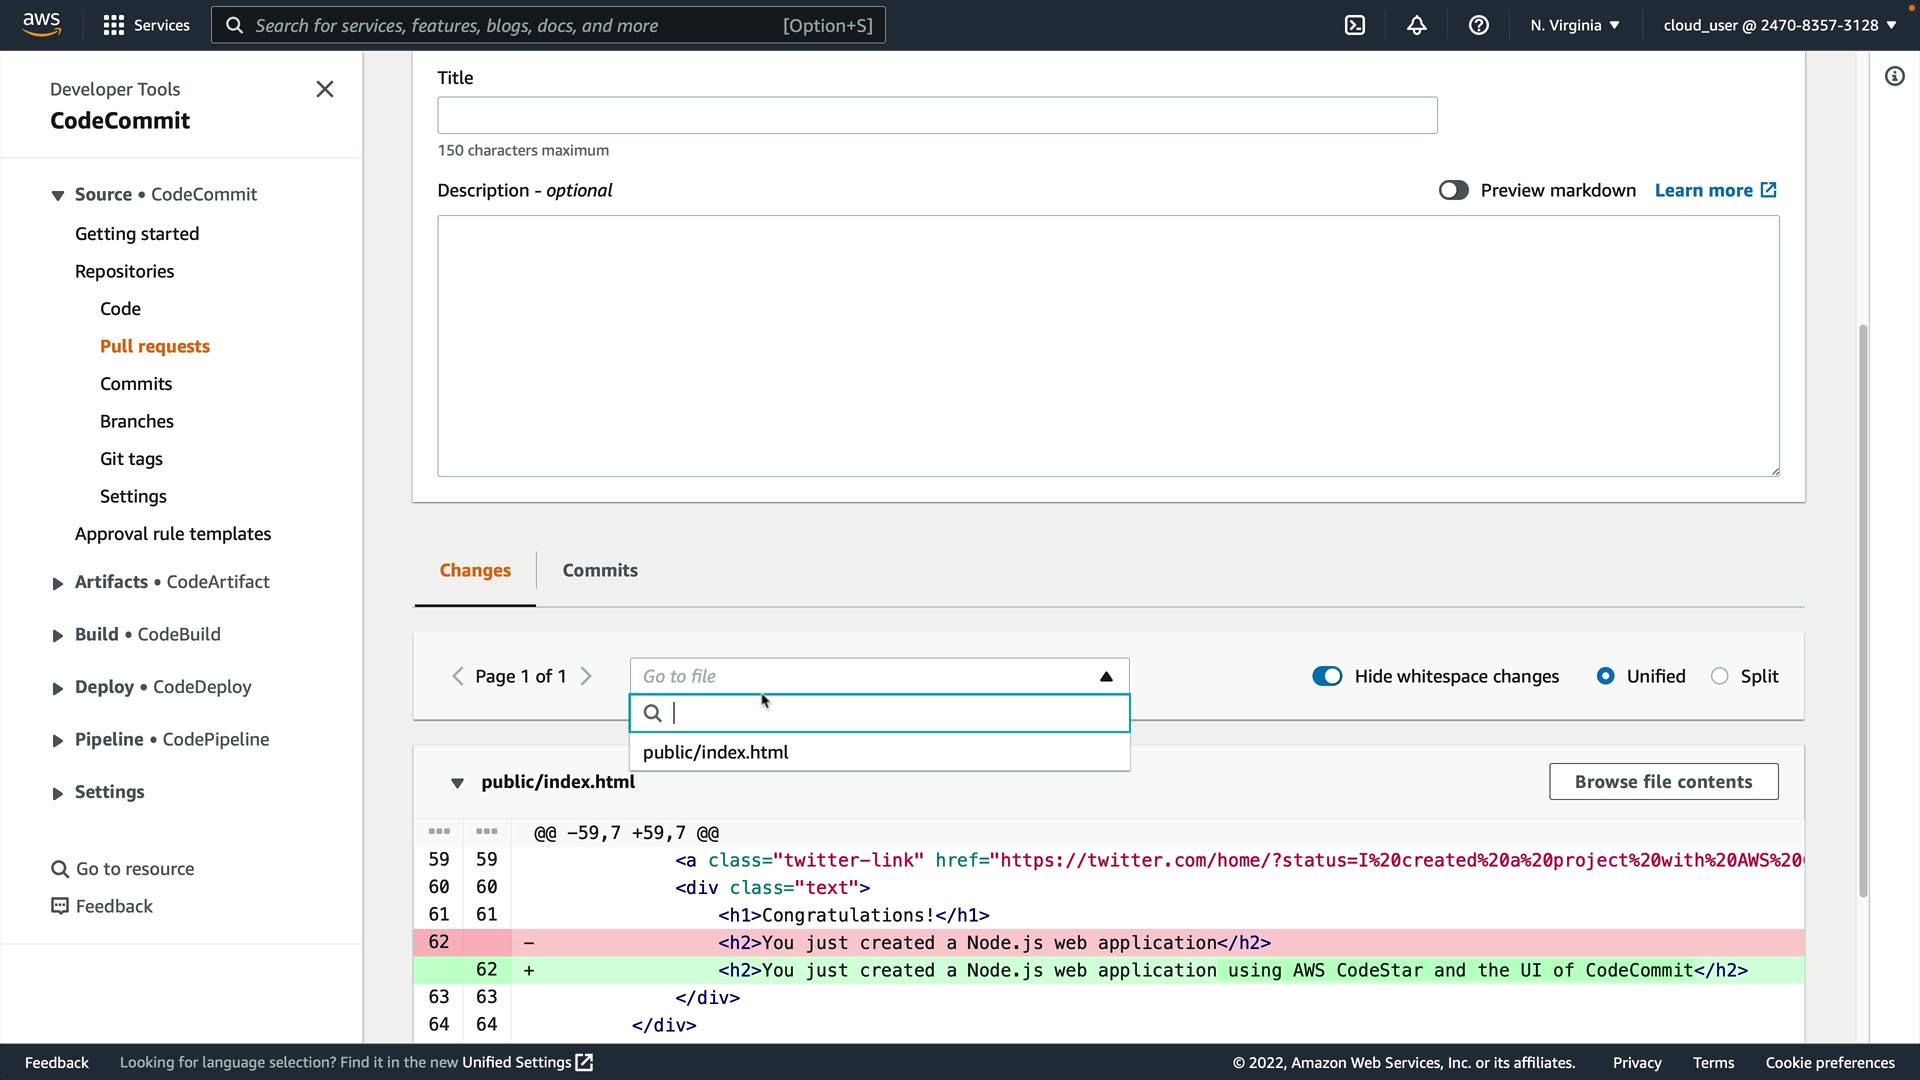 aws
Services
Search for services, features, blogs, docs, and more
[Option+S]
N. Virginia ▼
cloud_user @ 2470-8357-3128 ▼
Developer Tools
CodeCommit
Source • CodeCommit
Getting started
Repositories
Code
Pull requests
Commits
Branches
Git tags
Settings
Approval rule templates
Artifacts • CodeArtifact
Build • CodeBuild
Deploy • CodeDeploy
Pipeline • CodePipeline
Settings
Go to resource
Feedback
Title
150 characters maximum
Description - optional
Preview markdown
Learn more
Changes
Commits
Page 1 of 1
Go to file
Hide whitespace changes
Unified
Split
public/index.html
public/index.html
Browse file contents
@@ -59,7 +59,7 @@
59 59 <a class="twitter-link" href="https://twitter.com/home/?status=I%20created%20a%20project%20with%20AWS%20
60 60 <div class="text">
61 61 <h1>Congratulations!</h1>
62 - <h2>You just created a Node.js web application</h2>
62 + <h2>You just created a Node.js web application using AWS CodeStar and the UI of CodeCommit</h2>
63 63 </div>
64 64 </div>
Feedback
Looking for language selection? Find it in the new Unified Settings
© 2022, Amazon Web Services, Inc. or its affiliates.
Privacy
Terms
Cookie preferences